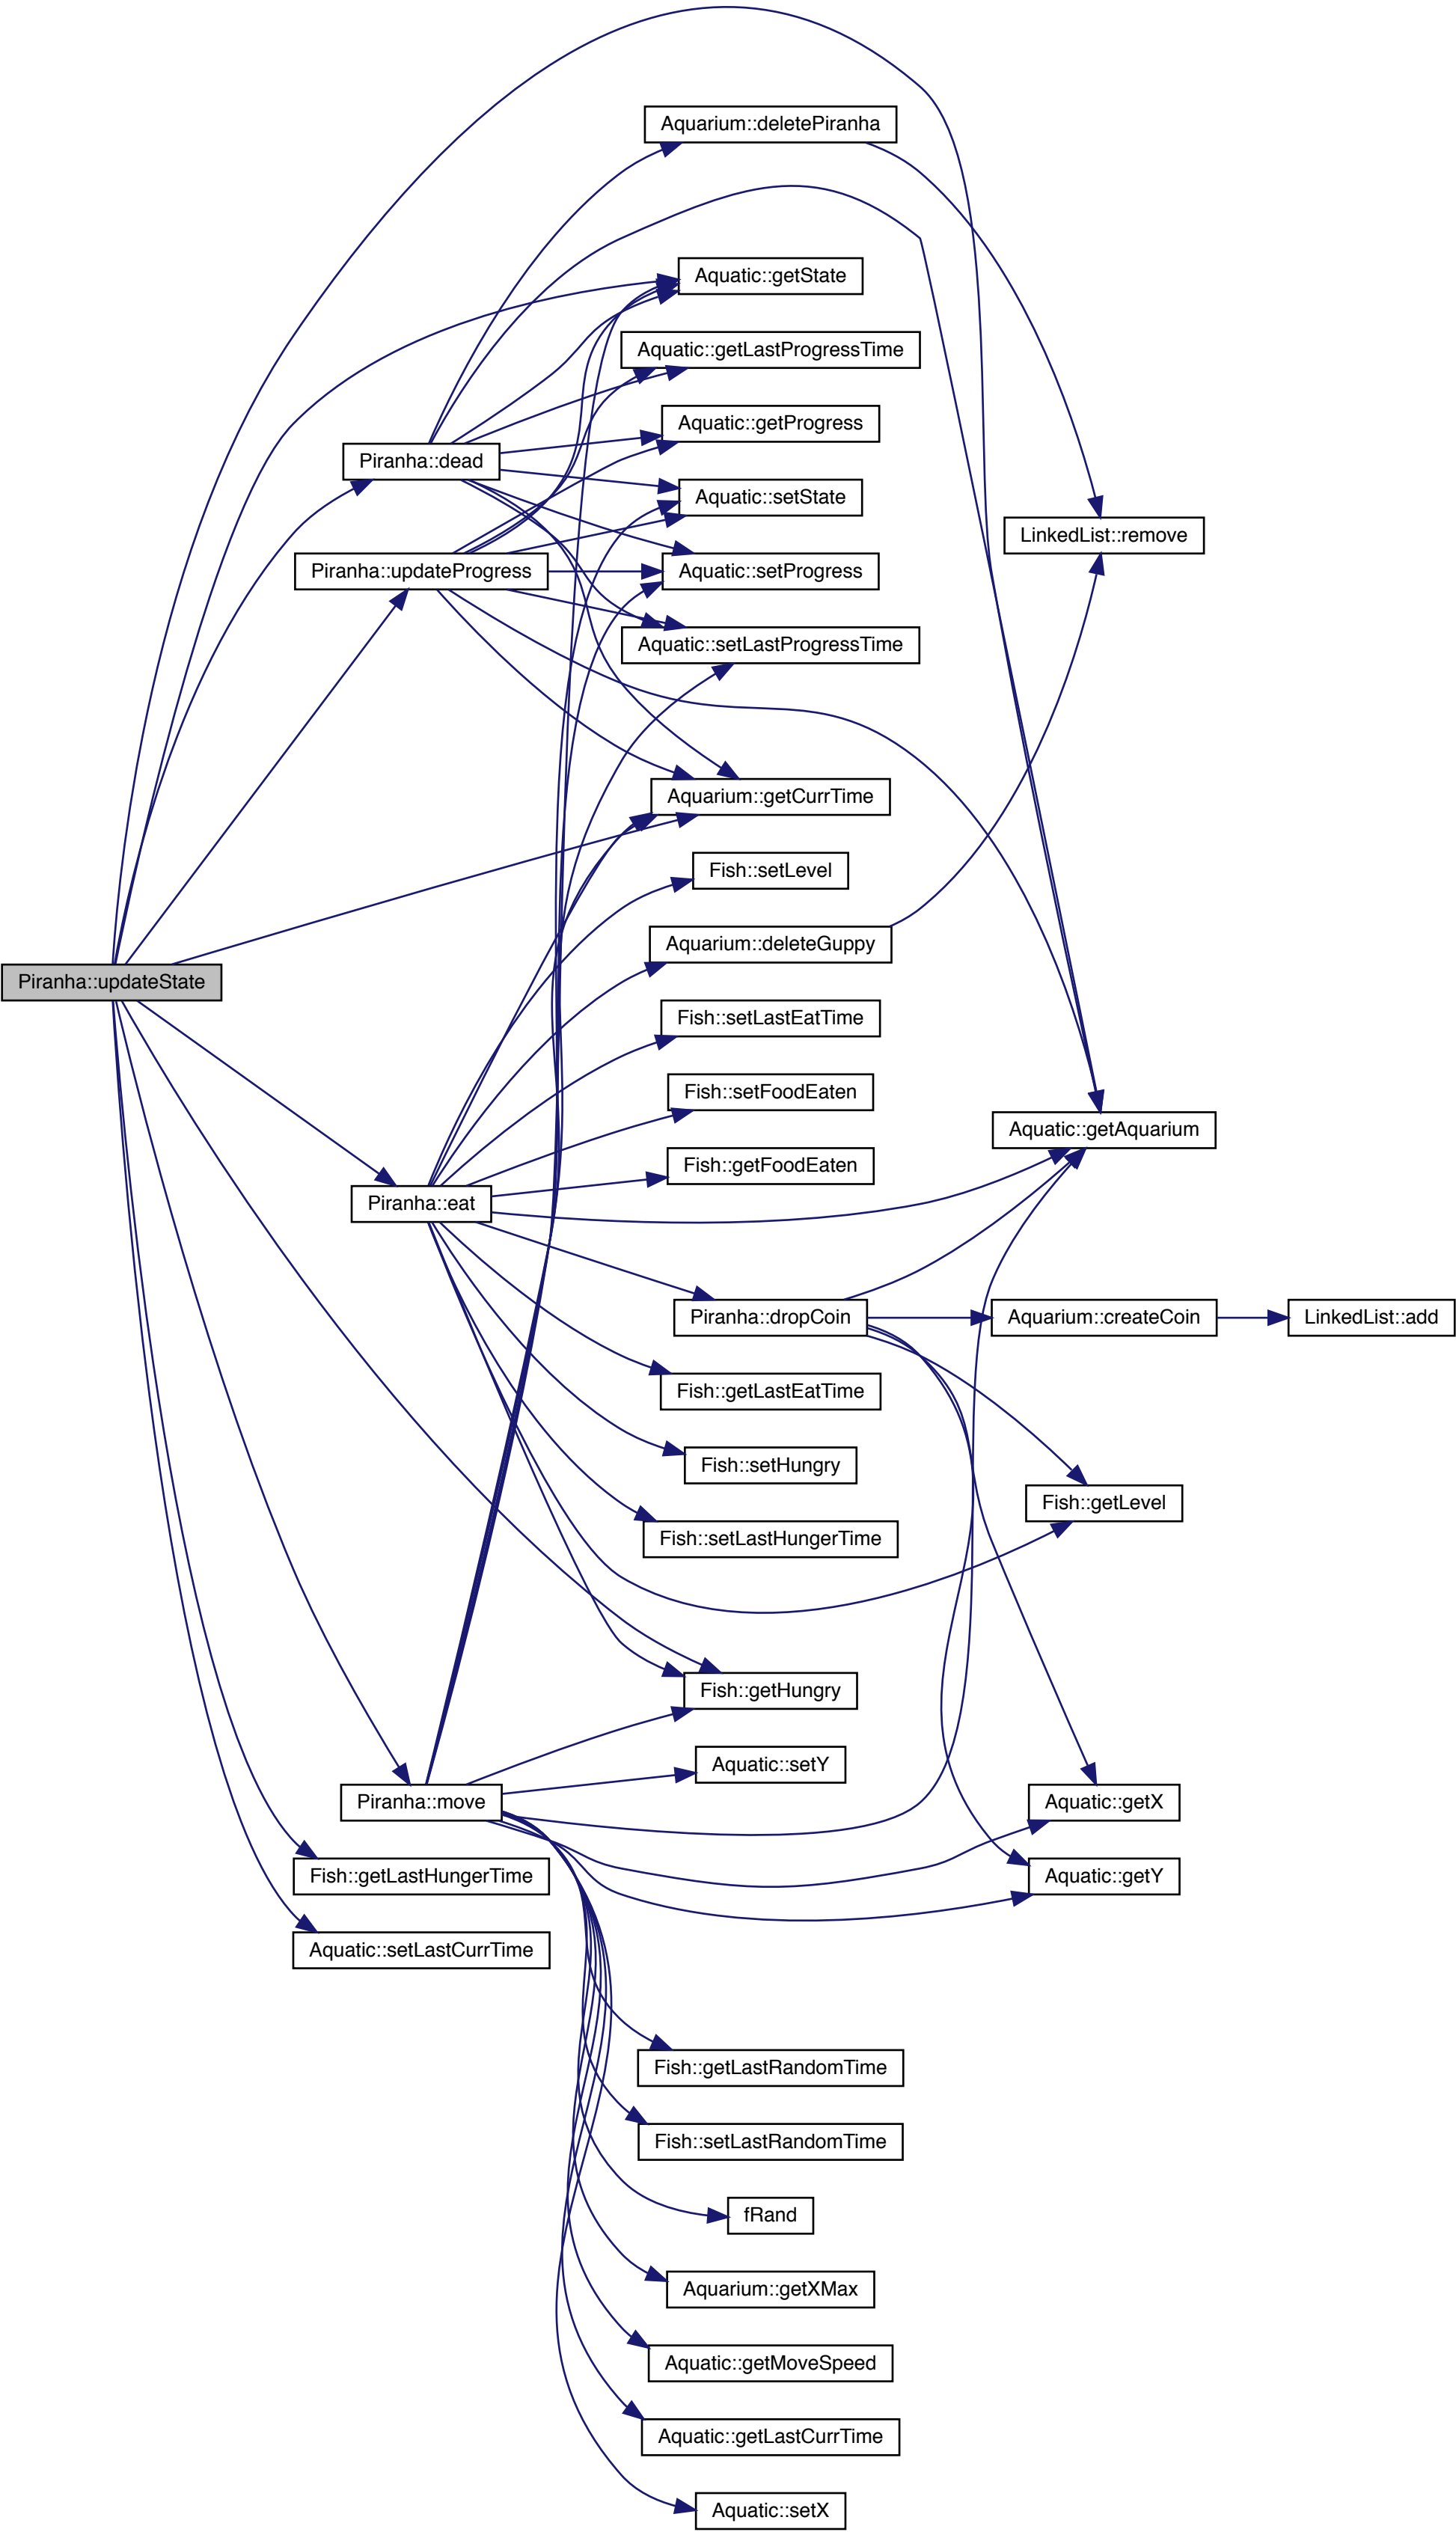 Aquarium::deletePiranha
Aquatic::getState
Aquatic::getLastProgressTime
Aquatic::getProgress
Piranha::dead
Aquatic::setState
LinkedList::remove
Piranha::updateProgress
Aquatic::setProgress
Aquatic::setLastProgressTime
Aquarium::getCurrTime
Fish::setLevel
Aquarium::deleteGuppy
Piranha::updateState
Fish::setLastEatTime
Fish::setFoodEaten
Aquatic::getAquarium
Fish::getFoodEaten
Piranha::eat
Piranha::dropCoin
Aquarium::createCoin
LinkedList::add
Fish::getLastEatTime
Fish::setHungry
Fish::getLevel
Fish::setLastHungerTime
Fish::getHungry
Aquatic::setY
Piranha::move
Aquatic::getX
Fish::getLastHungerTime
Aquatic::getY
Aquatic::setLastCurrTime
Fish::getLastRandomTime
Fish::setLastRandomTime
fRand
Aquarium::getXMax
Aquatic::getMoveSpeed
Aquatic::getLastCurrTime
Aquatic::setX